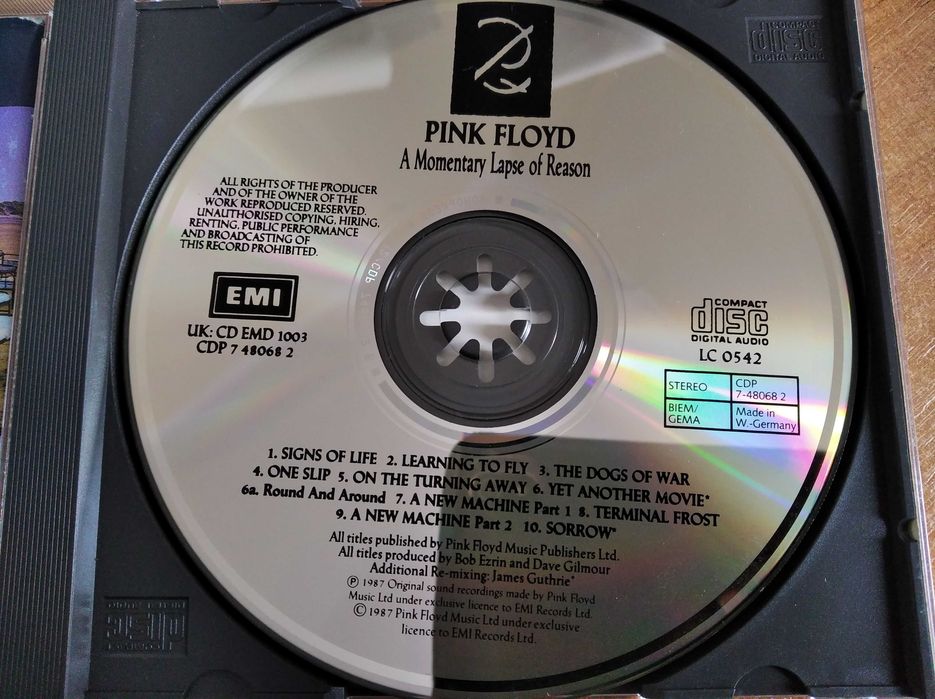 COMPACT
disc
DIGITAL AUDIO
PINK FLOYD
A Momentary Lapse of Reason
ALL RIGHTS OF THE PRODUCER
AND OF THE OWNER OF THE
WORK REPRODUCED RESERVED.
UNAUTHORISED COPYING, HIRING,
RENTING, PUBLIC PERFORMANCE
AND BROADCASTING OF
THIS RECORD PROHIBITED.
EMI
UK: CD EMD 1003
CDP 7 48068 2
COMPACT
disc
DIGITAL AUDIO
LC 0542
STEREO
CDP
7-48068 2
BIEM/
GEMA
Made in
W.-Germany
1. SIGNS OF LIFE 2. LEARNING TO FLY 3. THE DOGS OF WAR
4. ONE SLIP 5. ON THE TURNING AWAY 6. YET ANOTHER MOVIE*
6a. Round And Around 7. A NEW MACHINE Part 1 8. TERMINAL FROST
9. A NEW MACHINE Part 2 10. SORROW*
All titles published by Pink Floyd Music Publishers Ltd.
All titles produced by Bob Ezrin and Dave Gilmour
Additional Re-mixing: James Guthrie*
℗ 1987 Original sound recordings made by Pink Floyd
Music Ltd under exclusive licence to EMI Records Ltd.
© 1987 Pink Floyd Music Ltd under exclusive
licence to EMI Records Ltd.
COMPACT
disc
DIGITAL AUDIO